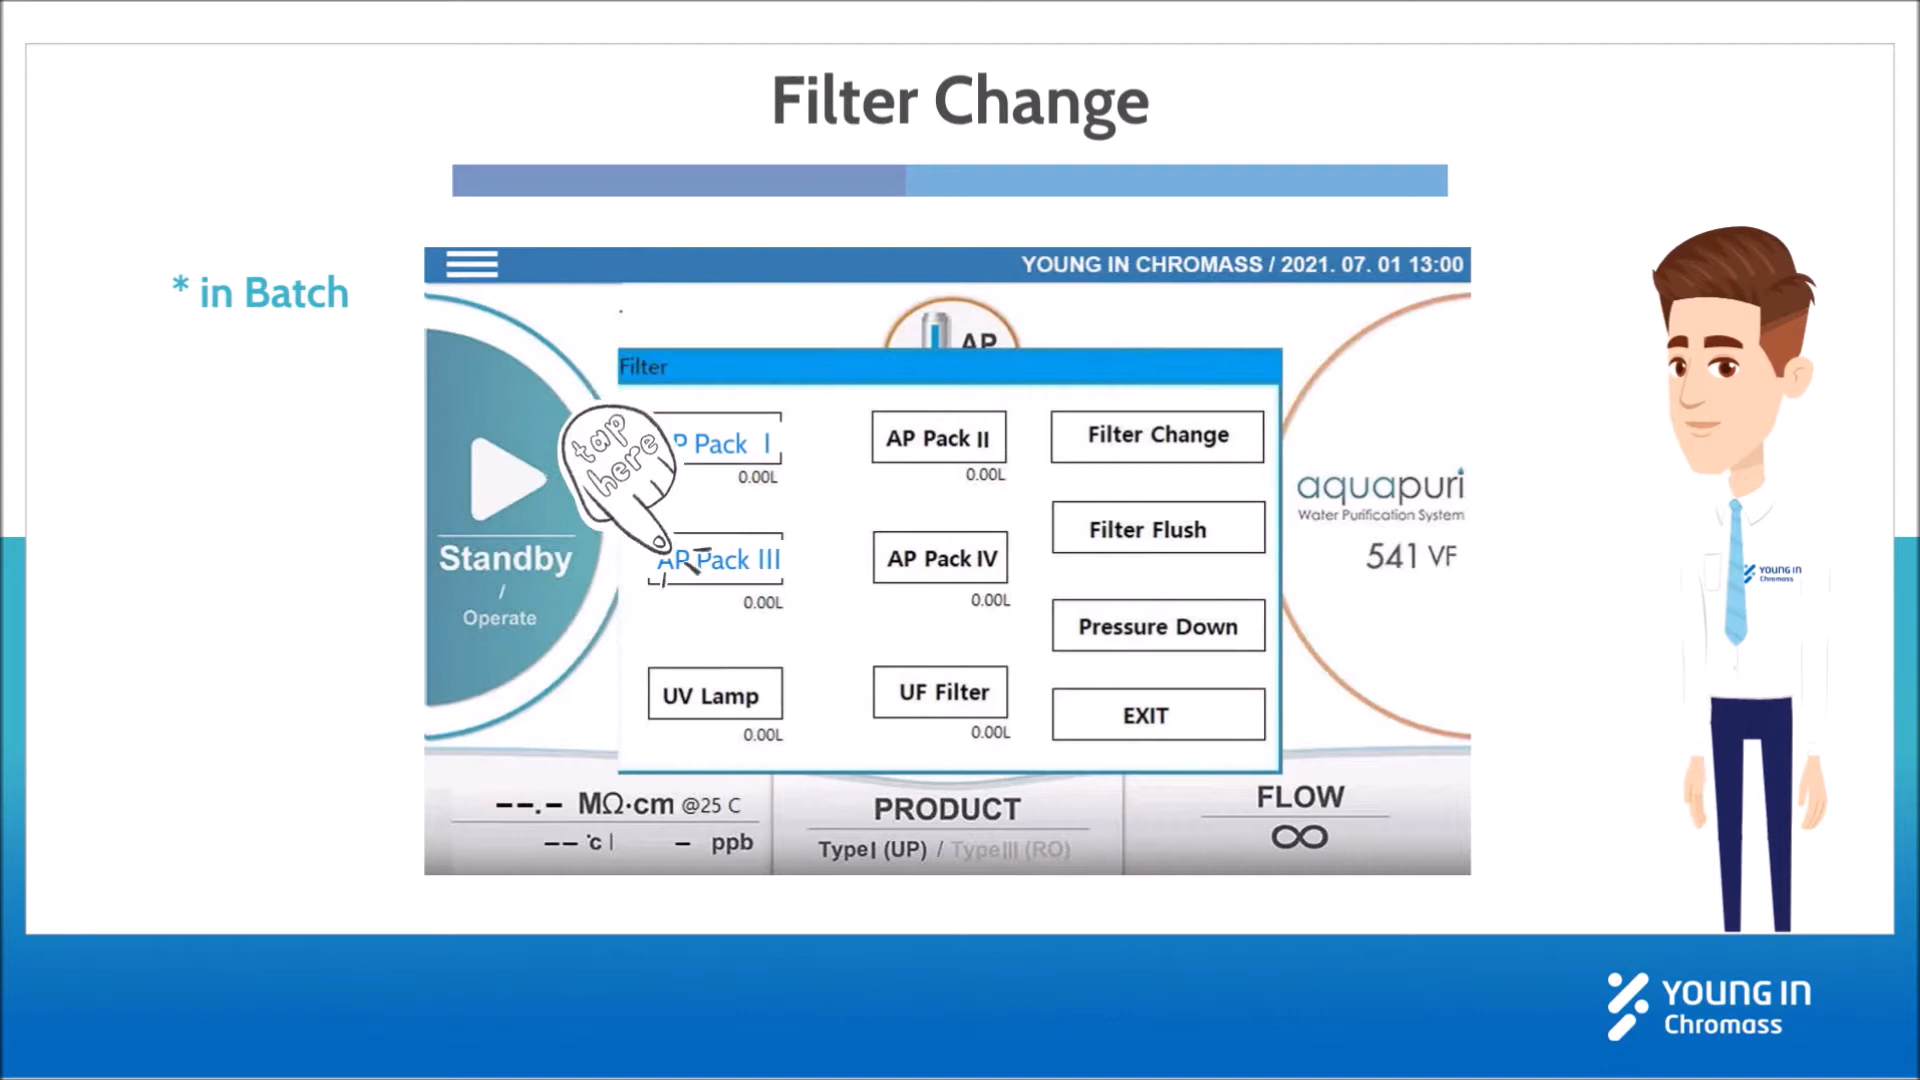 Filter Change
* in Batch
YOUNG IN CHROMASS / 2021. 07. 01 13:00
AP
Filter
tap
here
P Pack I
0.00L
AP Pack II
0.00L
Filter Change
Filter Flush
AP Pack III
0.00L
AP Pack IV
0.00L
Pressure Down
UV Lamp
0.00L
UF Filter
0.00L
EXIT
Standby
/
Operate
aquapuri
Water Purification System
541 VF
YOUNG IN
Chromass
--.- MΩ·cm @25 C
-- ℃ | - ppb
PRODUCT
TypeⅠ (UP) / TypeⅢ (RO)
FLOW
∞
YOUNG IN
Chromass